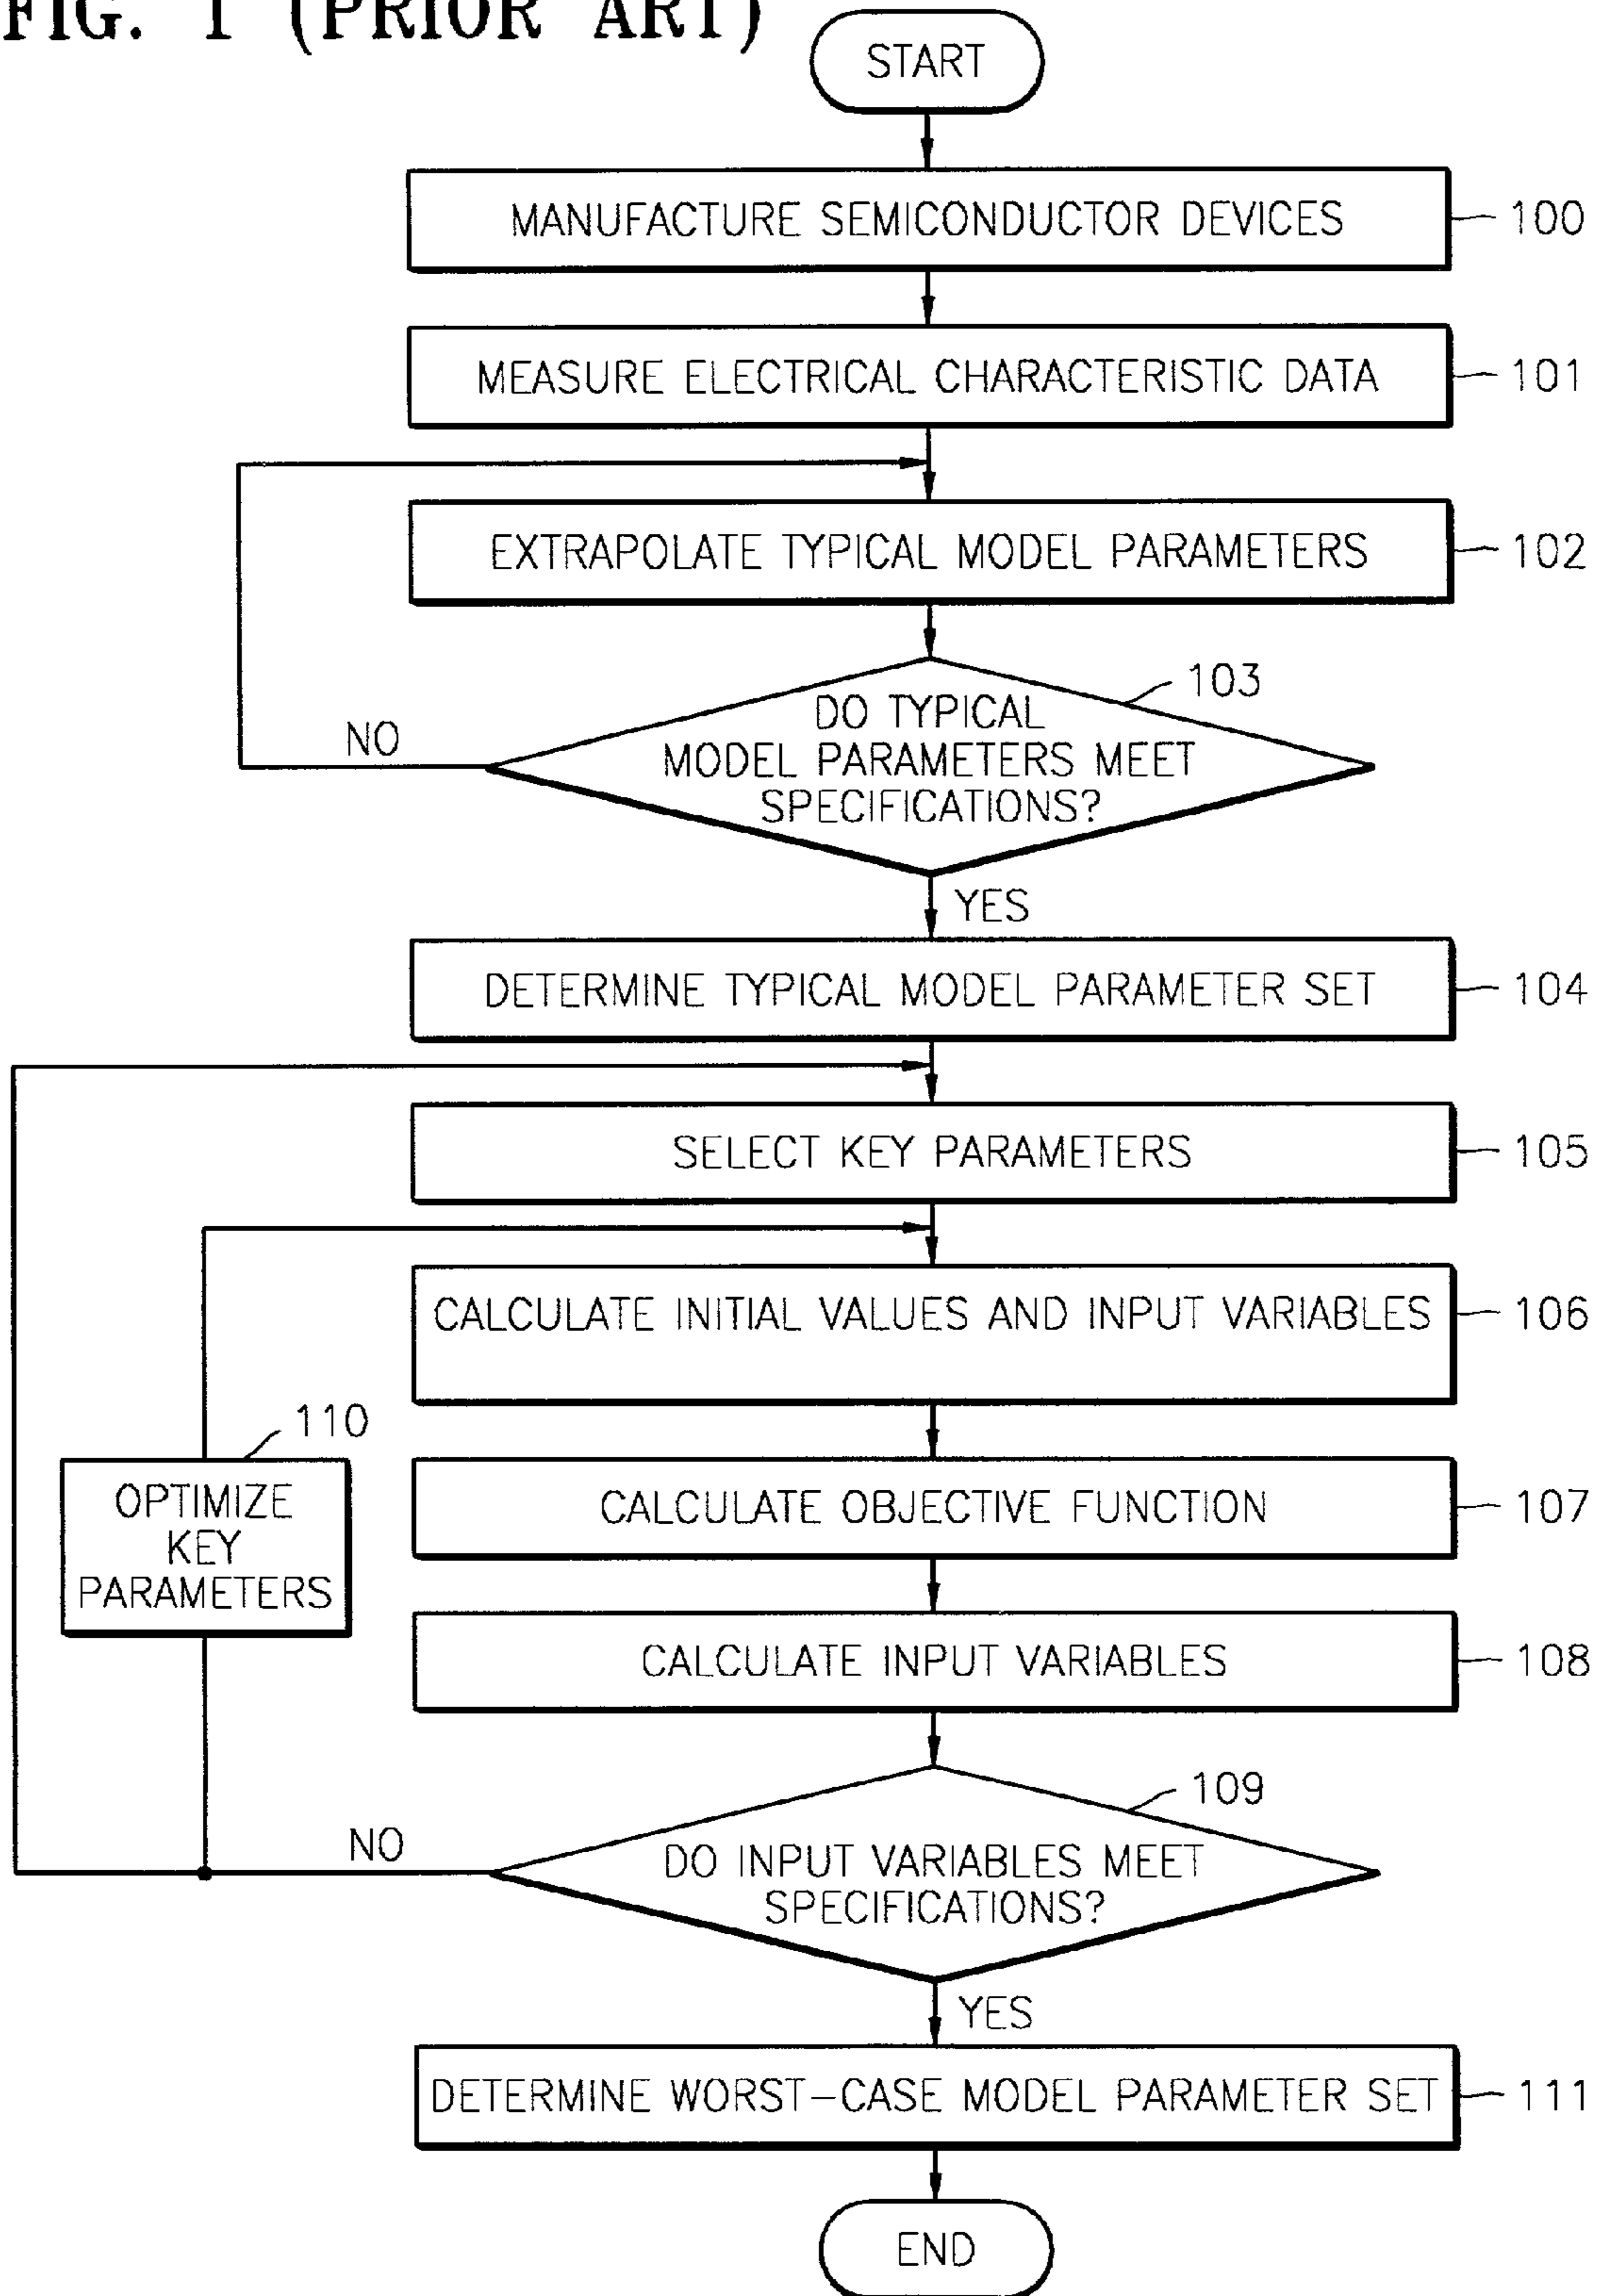 FIG. 1 (PRIOR ART)
START
MANUFACTURE SEMICONDUCTOR DEVICES
100
MEASURE ELECTRICAL CHARACTERISTIC DATA
101
EXTRAPOLATE TYPICAL MODEL PARAMETERS
102
103
DO TYPICAL
MODEL PARAMETERS MEET
SPECIFICATIONS?
NO
YES
DETERMINE TYPICAL MODEL PARAMETER SET
104
SELECT KEY PARAMETERS
105
CALCULATE INITIAL VALUES AND INPUT VARIABLES
106
110
OPTIMIZE
KEY
PARAMETERS
CALCULATE OBJECTIVE FUNCTION
107
CALCULATE INPUT VARIABLES
108
109
DO INPUT VARIABLES MEET
SPECIFICATIONS?
NO
YES
DETERMINE WORST-CASE MODEL PARAMETER SET
111
END